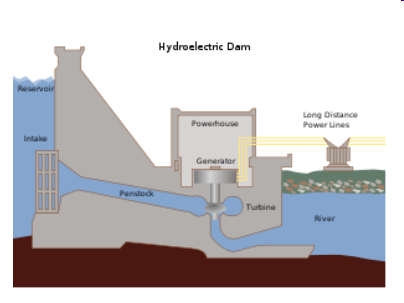 Hydroelectric Dam
Reservoir
Long Distance
Power Lines
Powerhouse
Intake
Generator
Penstock
Turbine
River